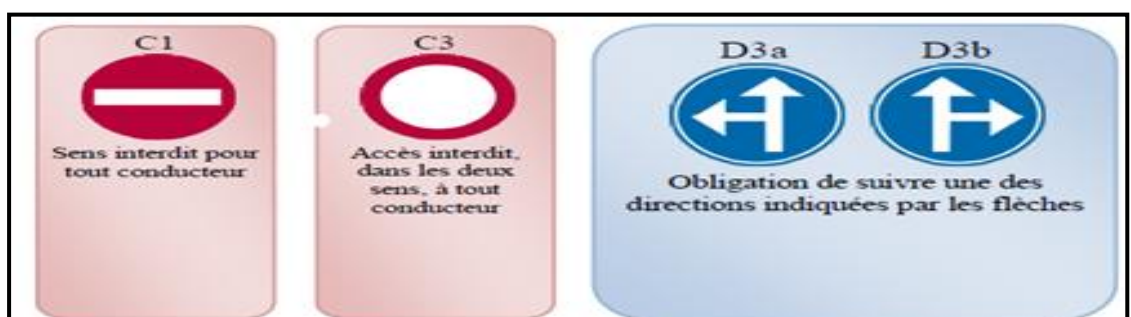 C1
Sens interdit pour
tout conducteur
C3
Accès interdit,
dans les deux
sens, à tout
conducteur
D3a D3b
Obligation de suivre une des
directions indiquées par les flèches